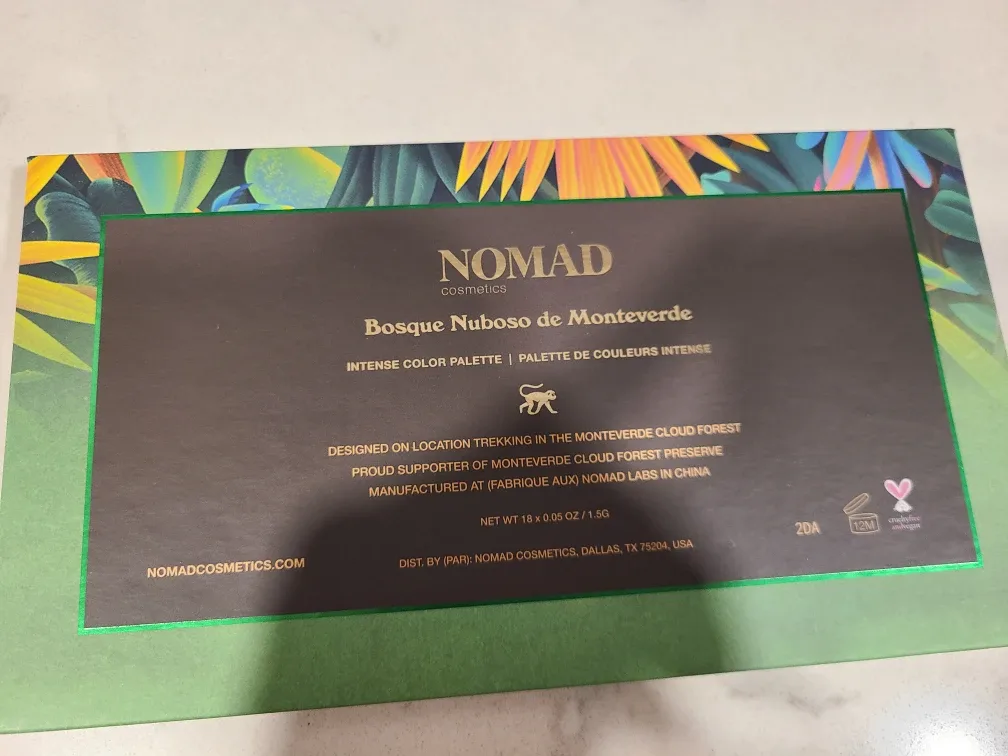 NOMAD
cosmetics
Bosque Nuboso de Monteverde
INTENSE COLOR PALETTE | PALETTE DE COULEURS INTENSE
DESIGNED ON LOCATION TREKKING IN THE MONTEVERDE CLOUD FOREST
PROUD SUPPORTER OF MONTEVERDE CLOUD FOREST PRESERVE
MANUFACTURED AT (FABRIQUE AUX) NOMAD LABS IN CHINA
NET WT 18 x 0.05 OZ / 1.5G
2DA
12M
crueltyfree
andvegan
NOMADCOSMETICS.COM
DIST. BY (PAR): NOMAD COSMETICS, DALLAS, TX 75204, USA